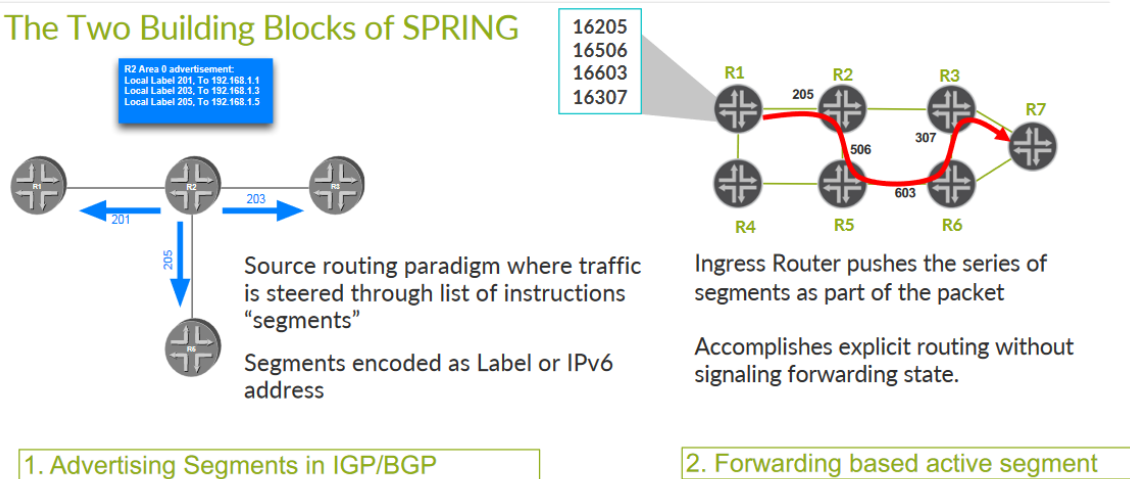 The Two Building Blocks of SPRING
R2 Area 0 advertisement:
Local Label 201, To 192.168.1.1
Local Label 203, To 192.168.1.3
Local Label 205, To 192.168.1.5
R1
R2
R3
201
203
205
R5
Source routing paradigm where traffic
is steered through list of instructions
“segments”
Segments encoded as Label or IPv6
address
1. Advertising Segments in IGP/BGP
16205
16506
16603
16307
R1
R2
R3
R7
205
307
506
603
R4
R5
R6
Ingress Router pushes the series of
segments as part of the packet
Accomplishes explicit routing without
signaling forwarding state.
2. Forwarding based active segment